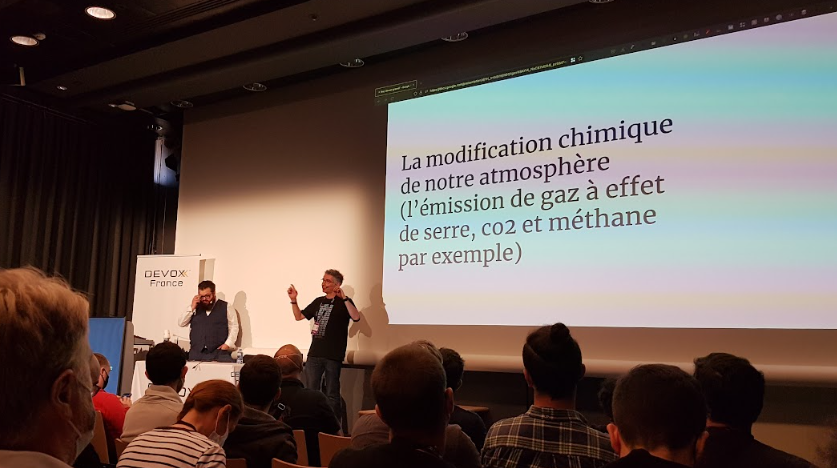 La modification chimique
de notre atmosphère
(l'émission de gaz à effet
de serre, co2 et méthane
par exemple)
DEVOXX
France